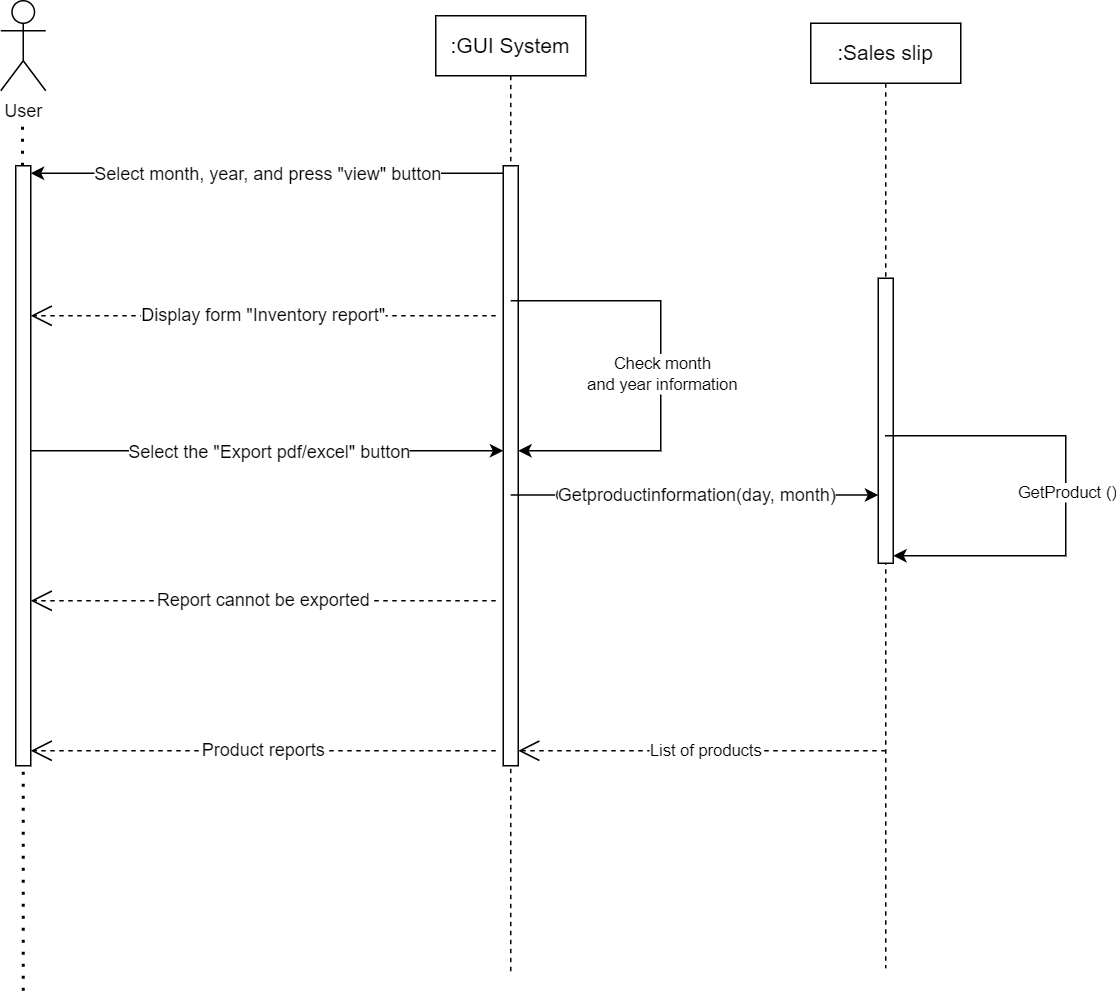 :GUI System
:Sales slip
User
Select month, year, and press "view" button
Display form "Inventory report"
Check month
and year information
Select the "Export pdf/excel" button
GetProduct ()
Getproductinformation(day, month)
Report cannot be exported
Product reports
List of products